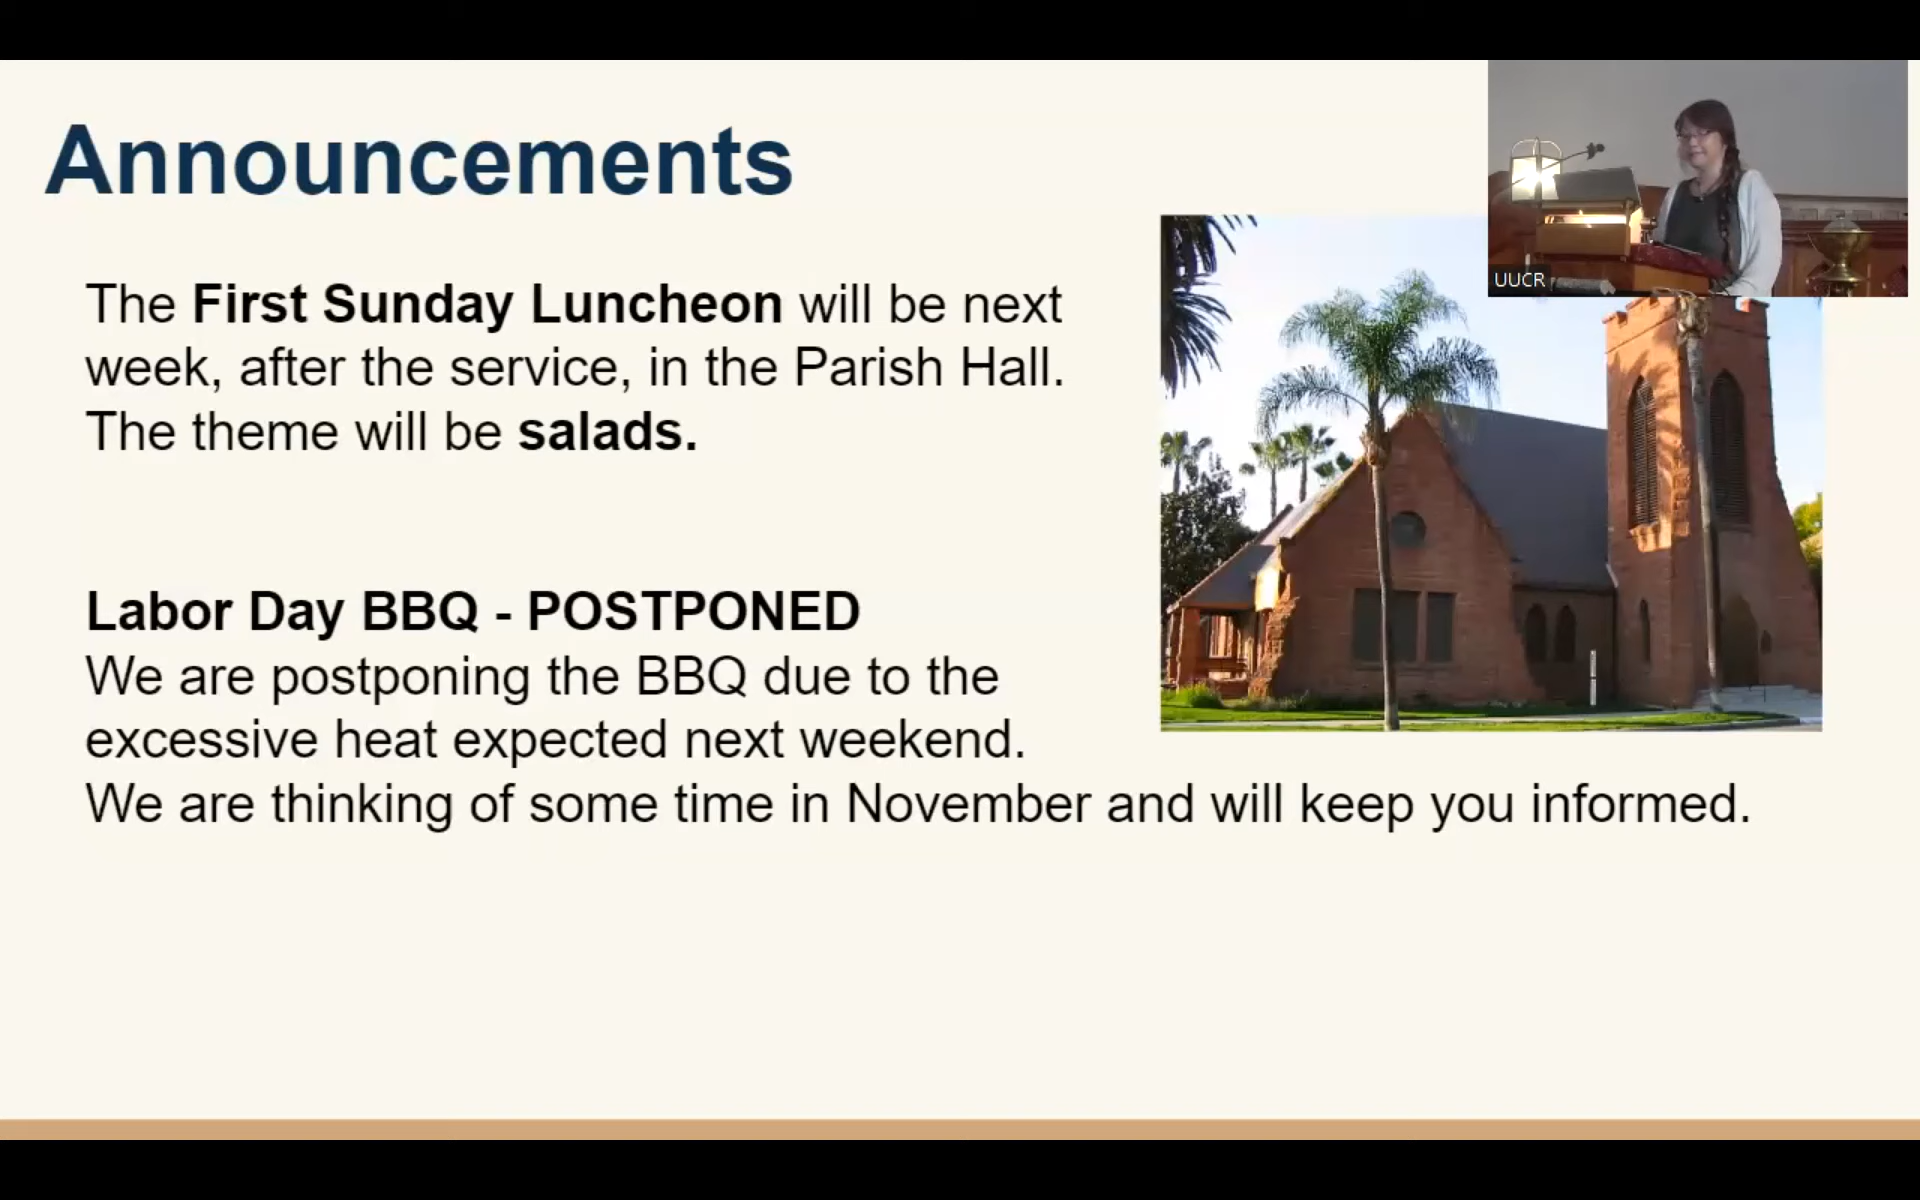 Announcements
UUCR
The First Sunday Luncheon will be next
week, after the service, in the Parish Hall.
The theme will be salads.
Labor Day BBQ - POSTPONED
We are postponing the BBQ due to the
excessive heat expected next weekend.
We are thinking of some time in November and will keep you informed.